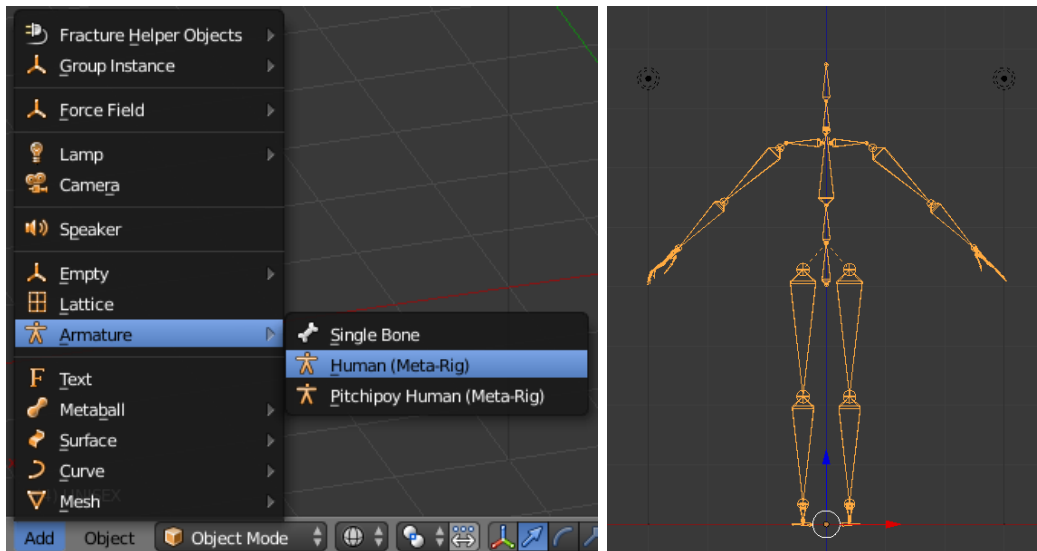 Fracture Helper Objects
Group Instance
Force Field
Lamp
Camera
Speaker
Empty
Lattice
Armature
Single Bone
Human (Meta-Rig)
Pitchipoy Human (Meta-Rig)
Text
Metaball
Surface
Curve
Mesh
Add Object Object Mode